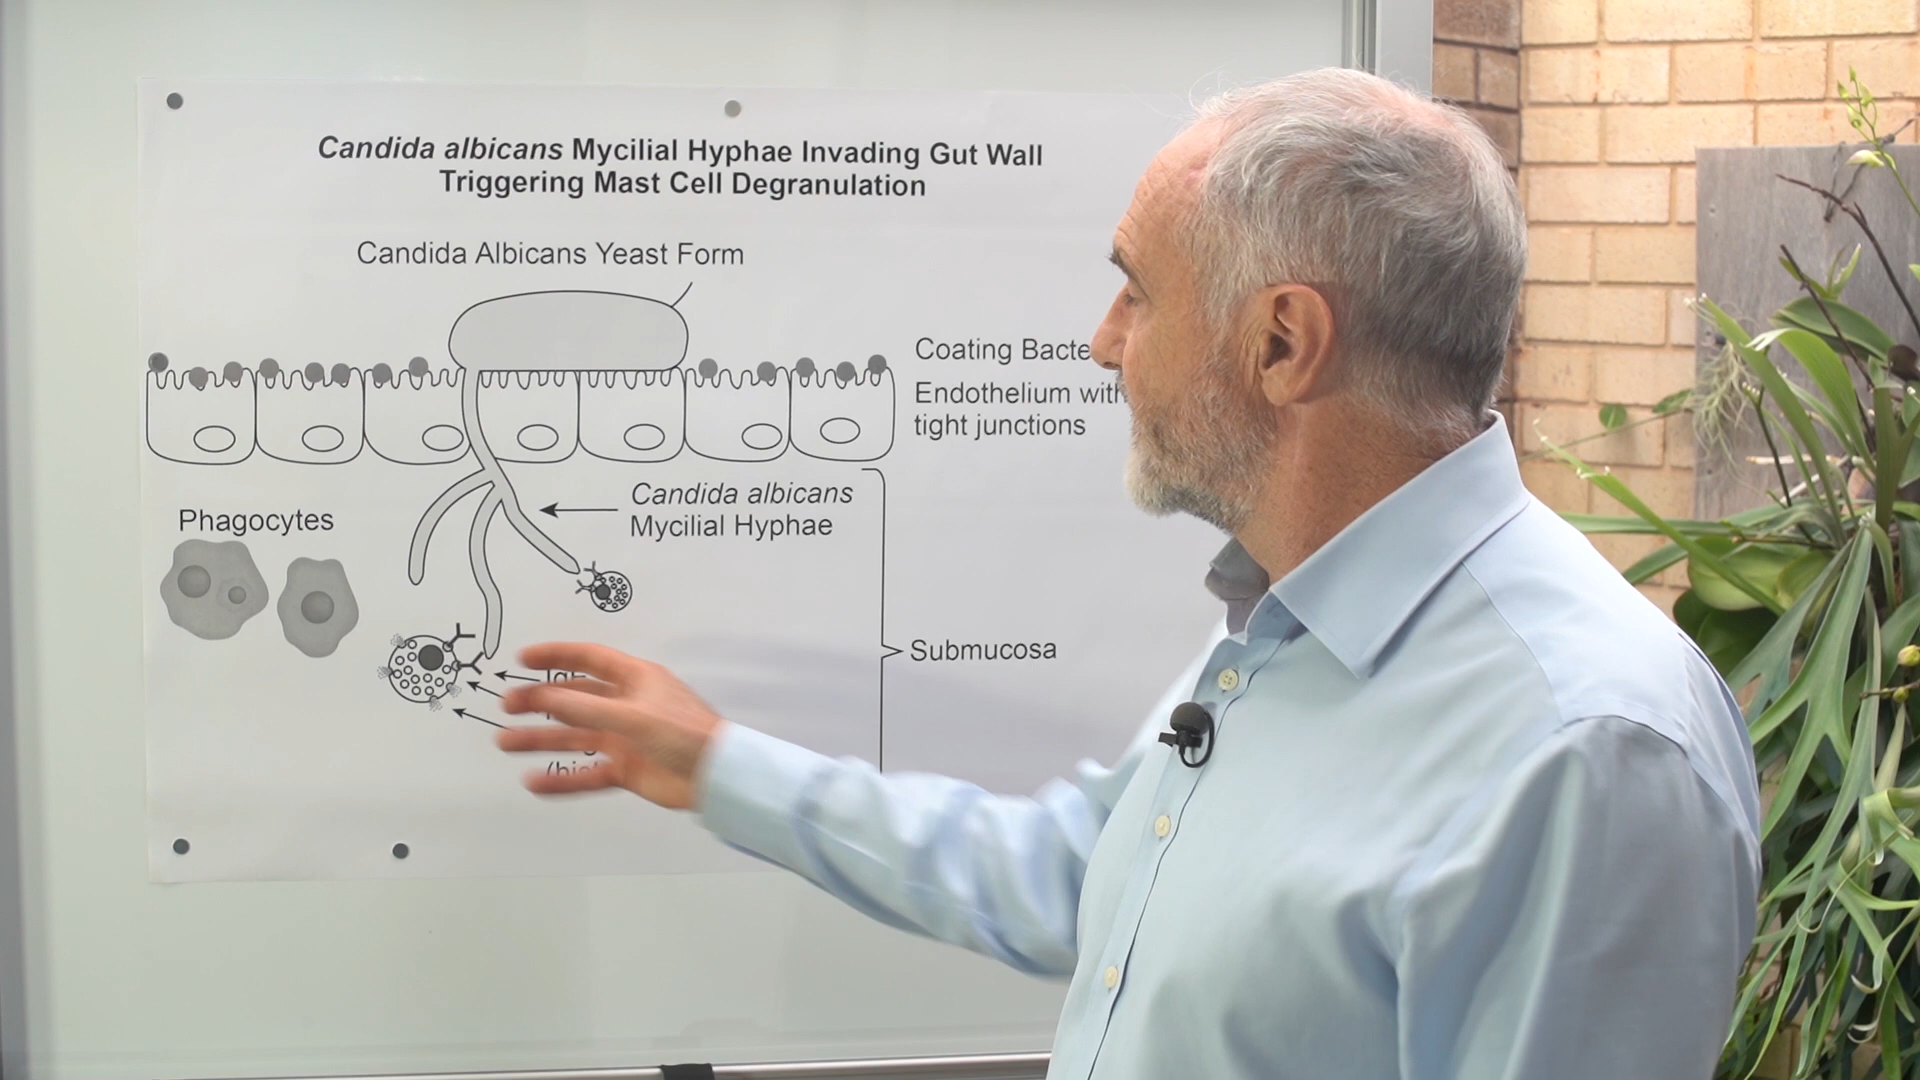 Candida albicans Mycilial Hyphae Invading Gut Wall
Triggering Mast Cell Degranulation
Candida Albicans Yeast Form
Coating
Endothelium with
tight junctions
Candida albicans
Mycilial Hyphae
Phagocytes
Submucosa